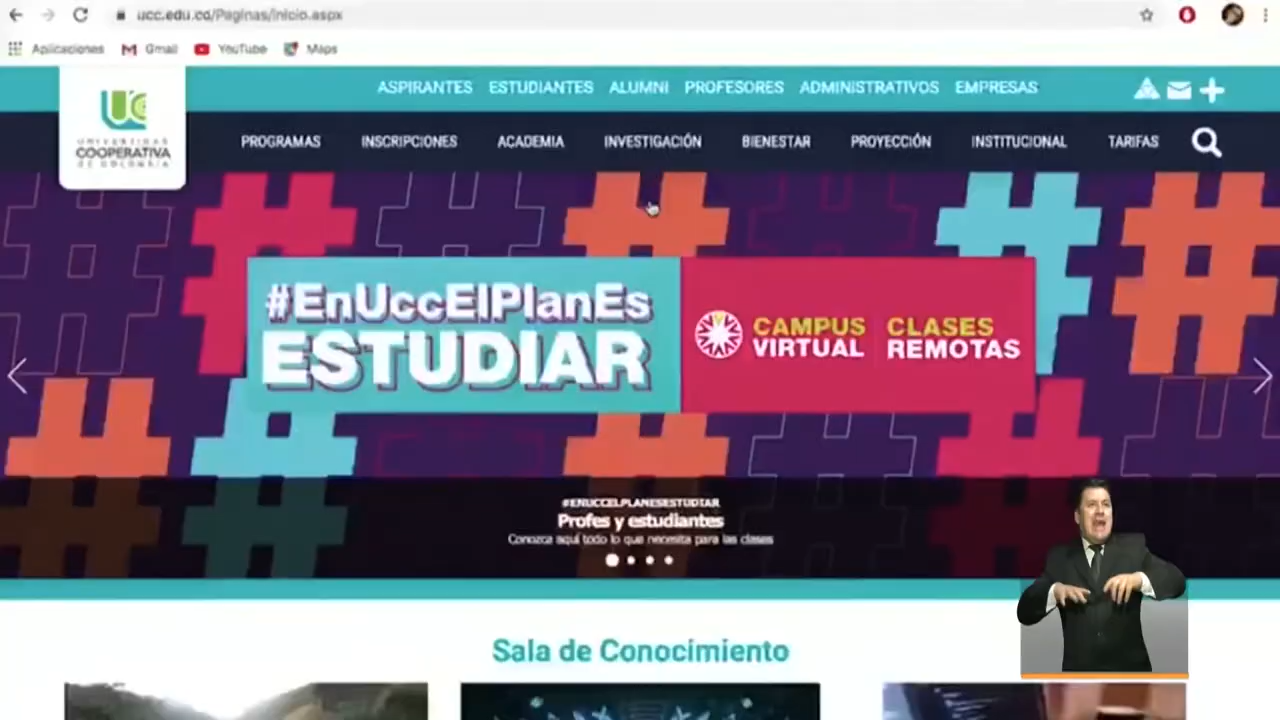 ucc.edu.co/Paginas/Inicio.aspx
Aplicaciones Gmail YouTube Maps
ASPIRANTES ESTUDIANTES ALUMNI PROFESORES ADMINISTRATIVOS EMPRESAS
UCC
UNIVERSIDAD
COOPERATIVA
DE COLOMBIA
PROGRAMAS INSCRIPCIONES ACADEMIA INVESTIGACIÓN BIENESTAR PROYECCIÓN INSTITUCIONAL TARIFAS
#EnUccElPlanEs
ESTUDIAR
CAMPUS VIRTUAL
CLASES REMOTAS
#ENUCCELPLANESESTUDIAR
Profes y estudiantes
Conozca aquí todo lo que necesita para las clases
Sala de Conocimiento